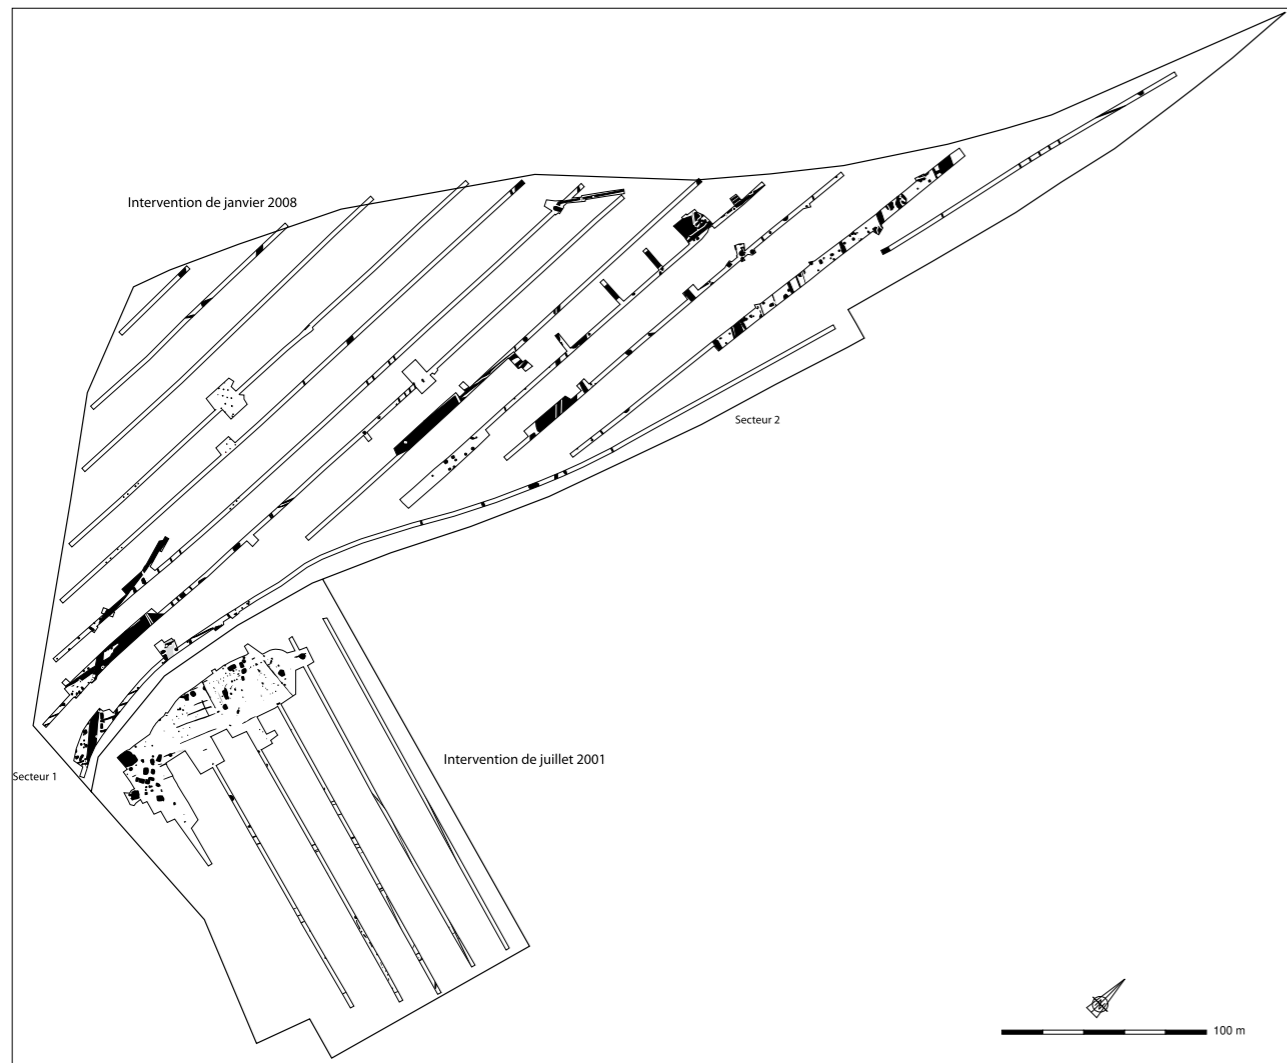 Intervention de janvier 2008
Secteur 2
Intervention de juillet 2001
Secteur 1
100 m